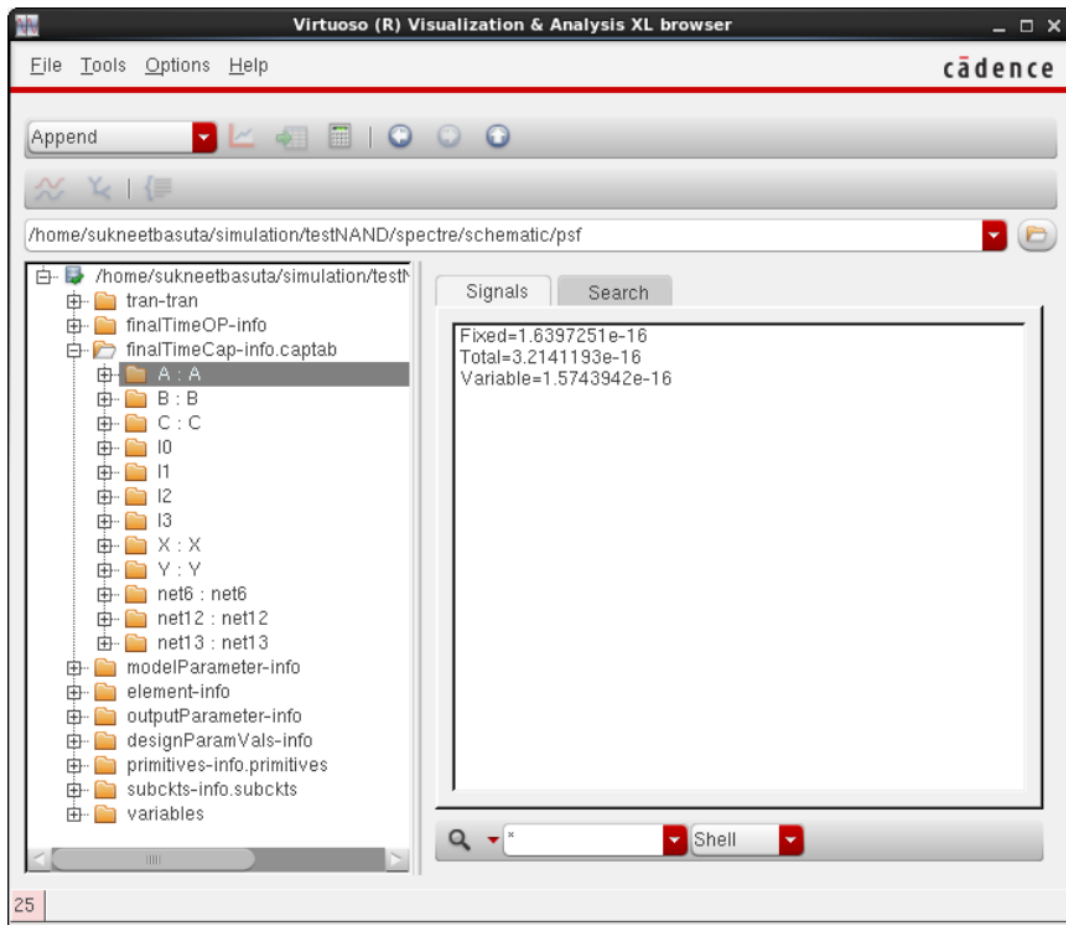 Virtuoso (R) Visualization & Analysis XL browser
File Tools Options Help
cādence
Append
/home/sukneetbasuta/simulation/testNAND/spectre/schematic/psf
/home/sukneetbasuta/simulation/test
tran-tran
finalTimeOP-info
finalTimeCap-info.captab
A : A
B : B
C : C
I0
I1
I2
I3
X : X
Y : Y
net6 : net6
net12 : net12
net13 : net13
modelParameter-info
element-info
outputParameter-info
designParamVals-info
primitives-info.primitives
subckts-info.subckts
variables
Signals Search
Fixed=1.6397251e-16
Total=3.2141193e-16
Variable=1.5743942e-16
* Shell
25